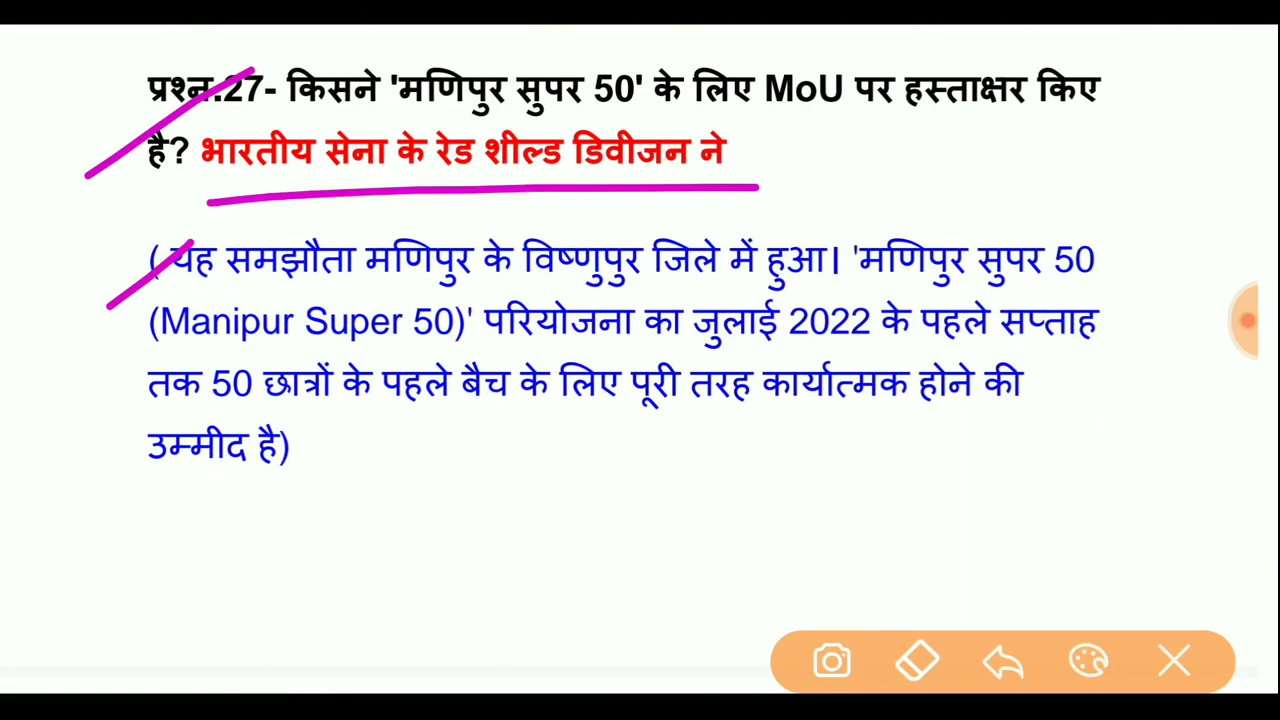 प्रश्न.27- किसने 'मणिपुर सुपर 50' के लिए MoU पर हस्ताक्षर किए
है? भारतीय सेना के रेड शील्ड डिवीजन ने
( यह समझौता मणिपुर के विष्णुपुर जिले में हुआ। 'मणिपुर सुपर 50
(Manipur Super 50)' परियोजना का जुलाई 2022 के पहले सप्ताह
तक 50 छात्रों के पहले बैच के लिए पूरी तरह कार्यात्मक होने की
उम्मीद है)